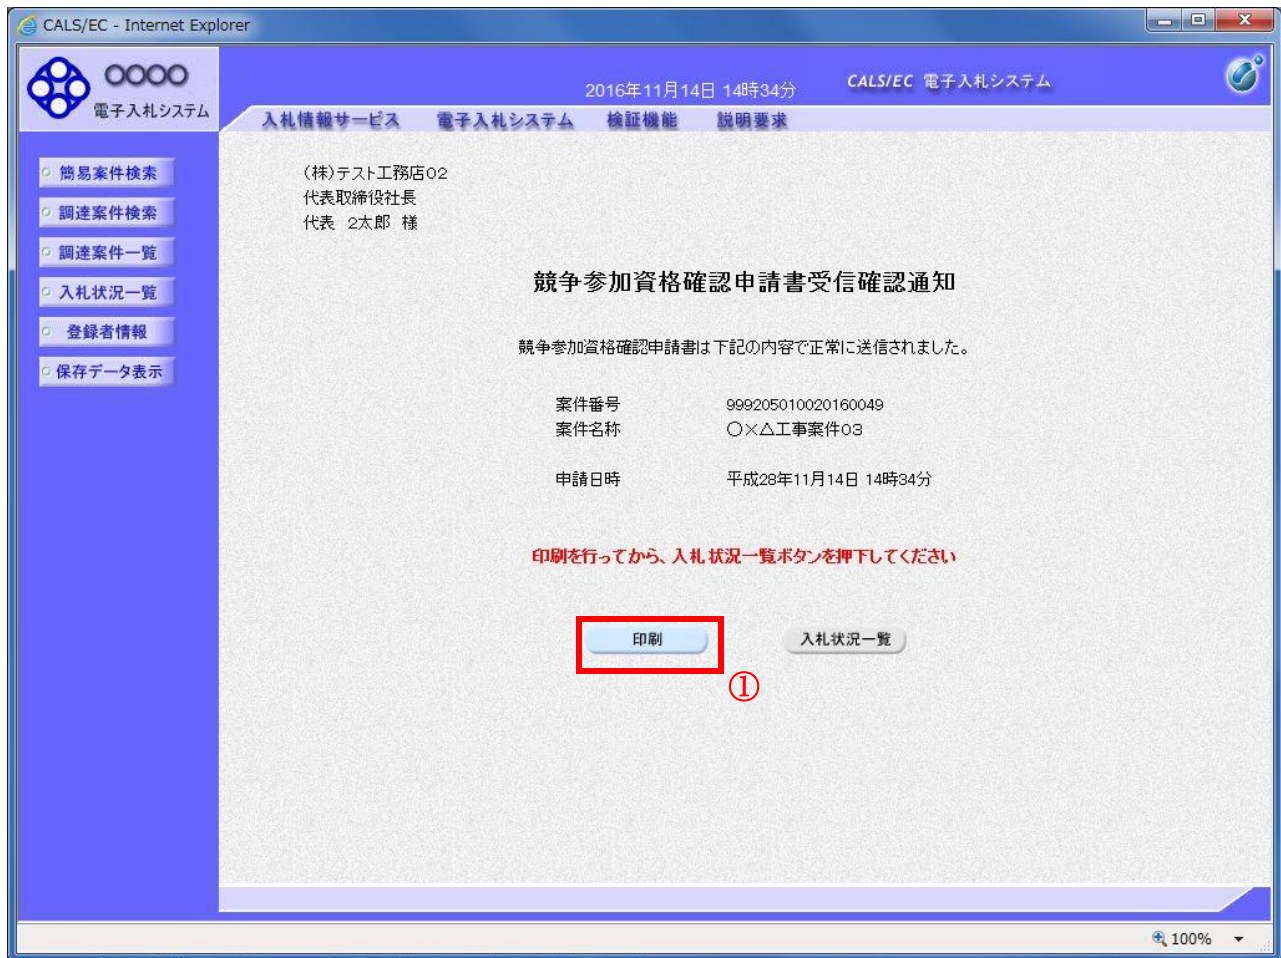 CALS/EC - Internet Explorer
○○○○
電子入札システム
2016年11月14日 14時34分
CALS/EC 電子入札システム
入札情報サービス 電子入札システム 検証機能 説明要求
簡易案件検索
調達案件検索
調達案件一覧
入札状況一覧
登録者情報
保存データ表示
(株)テスト工務店02
代表取締役社長
代表 2太郎 様
競争参加資格確認申請書受信確認通知
競争参加資格確認申請書は下記の内容で正常に送信されました。
案件番号 999205010020160049
案件名称 ○×△工事案件03
申請日時 平成28年11月14日 14時34分
印刷を行ってから、入札状況一覧ボタンを押下してください
印刷 入札状況一覧
①
100%